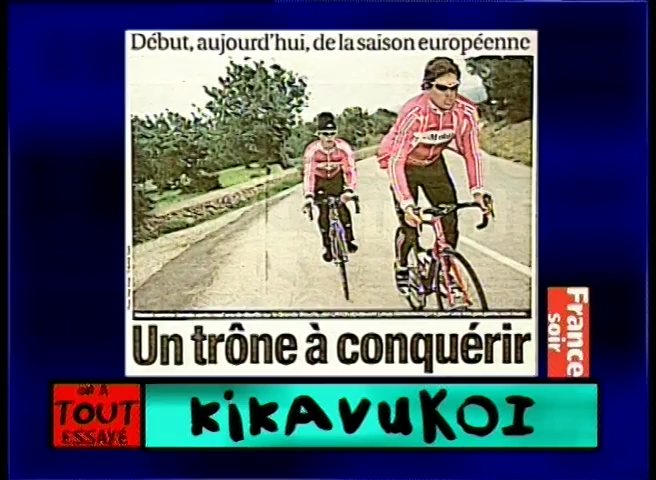 Début, aujourd'hui, de la saison européenne
Un trône à conquérir
France
soir
ON A
TOUT
ESSAYÉ
KiKAVUKOI